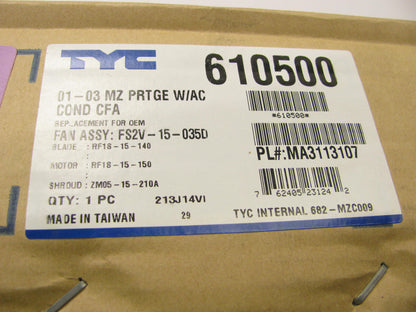 TYC
610500
01-03 MZ PRTGE W/AC
COND CFA
REPLACEMENT FOR OEM
FAN ASSY: FS2V-15-035D
BLADE : RF18-15-140
MOTOR : RF18-15-150
SHROUD : ZM05-15-210A
QTY: 1 PC 213J14VI
MADE IN TAIWAN 29
*610500*
PL#:MA3113107
7 62405 23124 2
TYC INTERNAL 682-MZC009